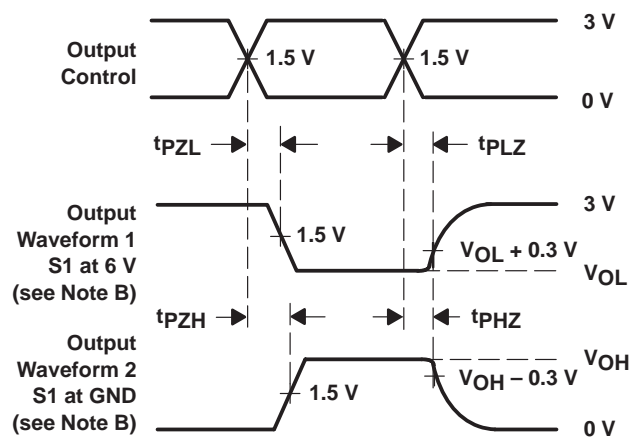 3 V
Output
Control
1.5 V
1.5 V
0 V
tPZL
tPLZ
Output
Waveform 1
S1 at 6 V
(see Note B)
3 V
1.5 V
VOL + 0.3 V
VOL
tPZH
tPHZ
Output
Waveform 2
S1 at GND
(see Note B)
VOH
1.5 V
VOH – 0.3 V
0 V